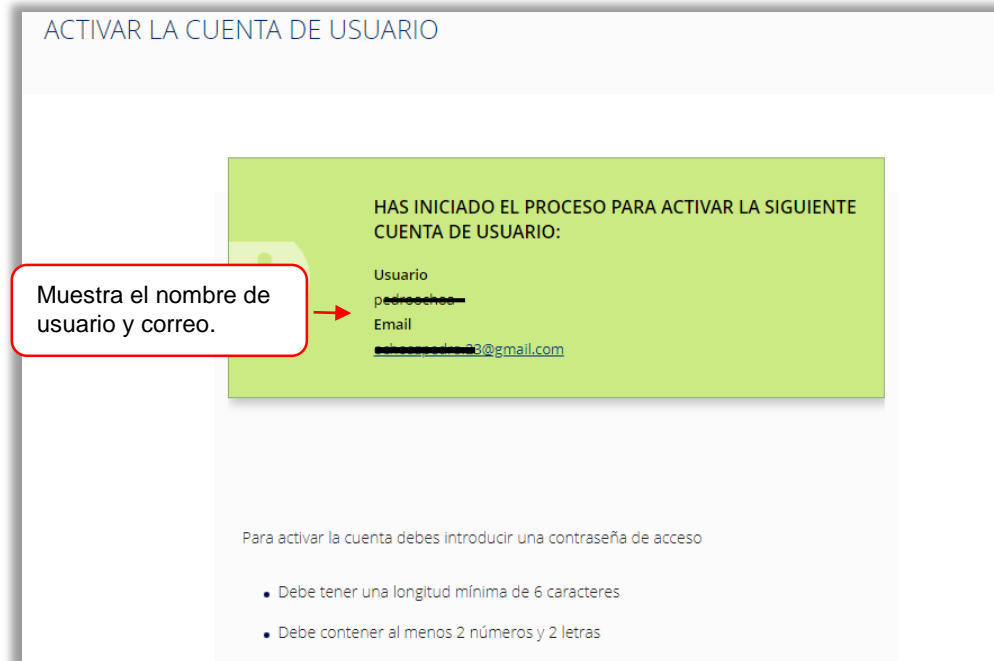 ACTIVAR LA CUENTA DE USUARIO
HAS INICIADO EL PROCESO PARA ACTIVAR LA SIGUIENTE
CUENTA DE USUARIO:
Muestra el nombre de
usuario y correo.
Usuario
Email
@gmail.com
Para activar la cuenta debes introducir una contraseña de acceso
• Debe tener una longitud mínima de 6 caracteres
• Debe contener al menos 2 números y 2 letras